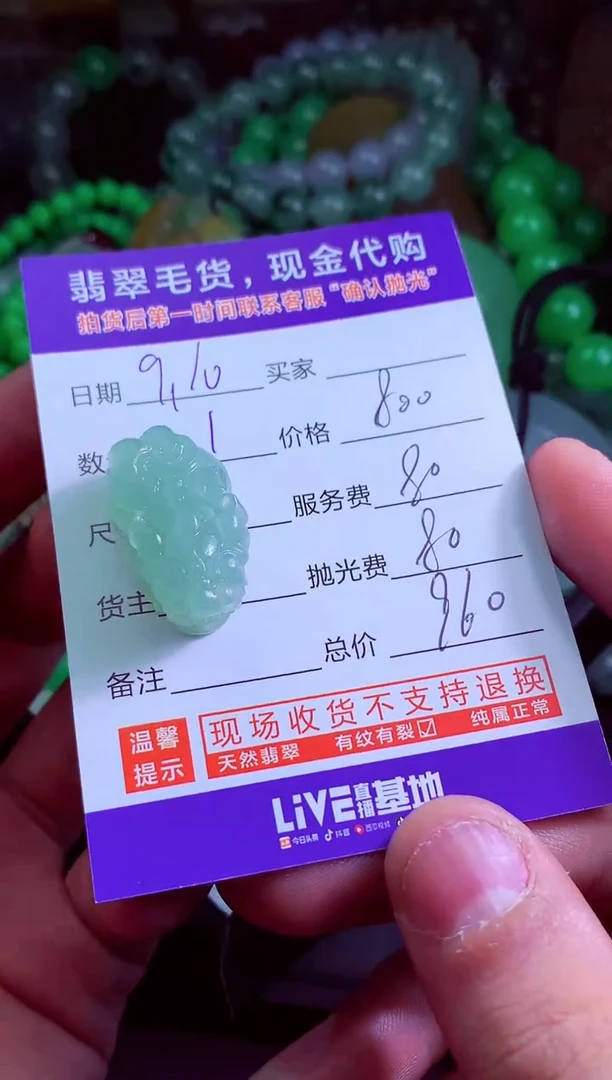 翡翠毛货，现金代购
拍货后第一时间联系客服“确认抛光”
日期 9,10 买家
数 1 价格 800
尺 服务费 80
货主 抛光费 80
备注 总价 960
温馨提示
现场收货不支持退换
天然翡翠 有纹有裂☑ 纯属正常
LiVE直播基地
今日头条 抖音 西瓜视频